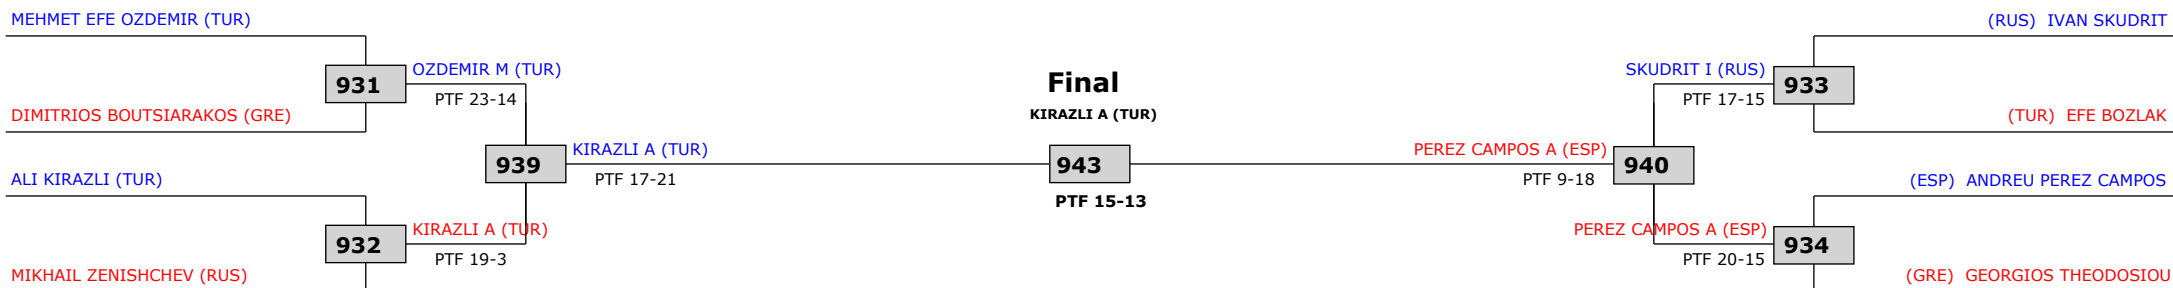 MEHMET EFE OZDEMIR (TUR)
(RUS) IVAN SKUDRIT
OZDEMIR M (TUR)
Final
SKUDRIT I (RUS)
931
933
PTF 23-14
PTF 17-15
DIMITRIOS BOUTSIARAKOS (GRE)
KIRAZLI A (TUR)
(TUR) EFE BOZLAK
KIRAZLI A (TUR)
PEREZ CAMPOS A (ESP)
939
943
940
ALI KIRAZLI (TUR)
PTF 17-21
PTF 9-18
(ESP) ANDREU PEREZ CAMPOS
PTF 15-13
KIRAZLI A (TUR)
PEREZ CAMPOS A (ESP)
932
934
PTF 19-3
PTF 20-15
MIKHAIL ZENISHCHEV (RUS)
(GRE) GEORGIOS THEODOSIOU